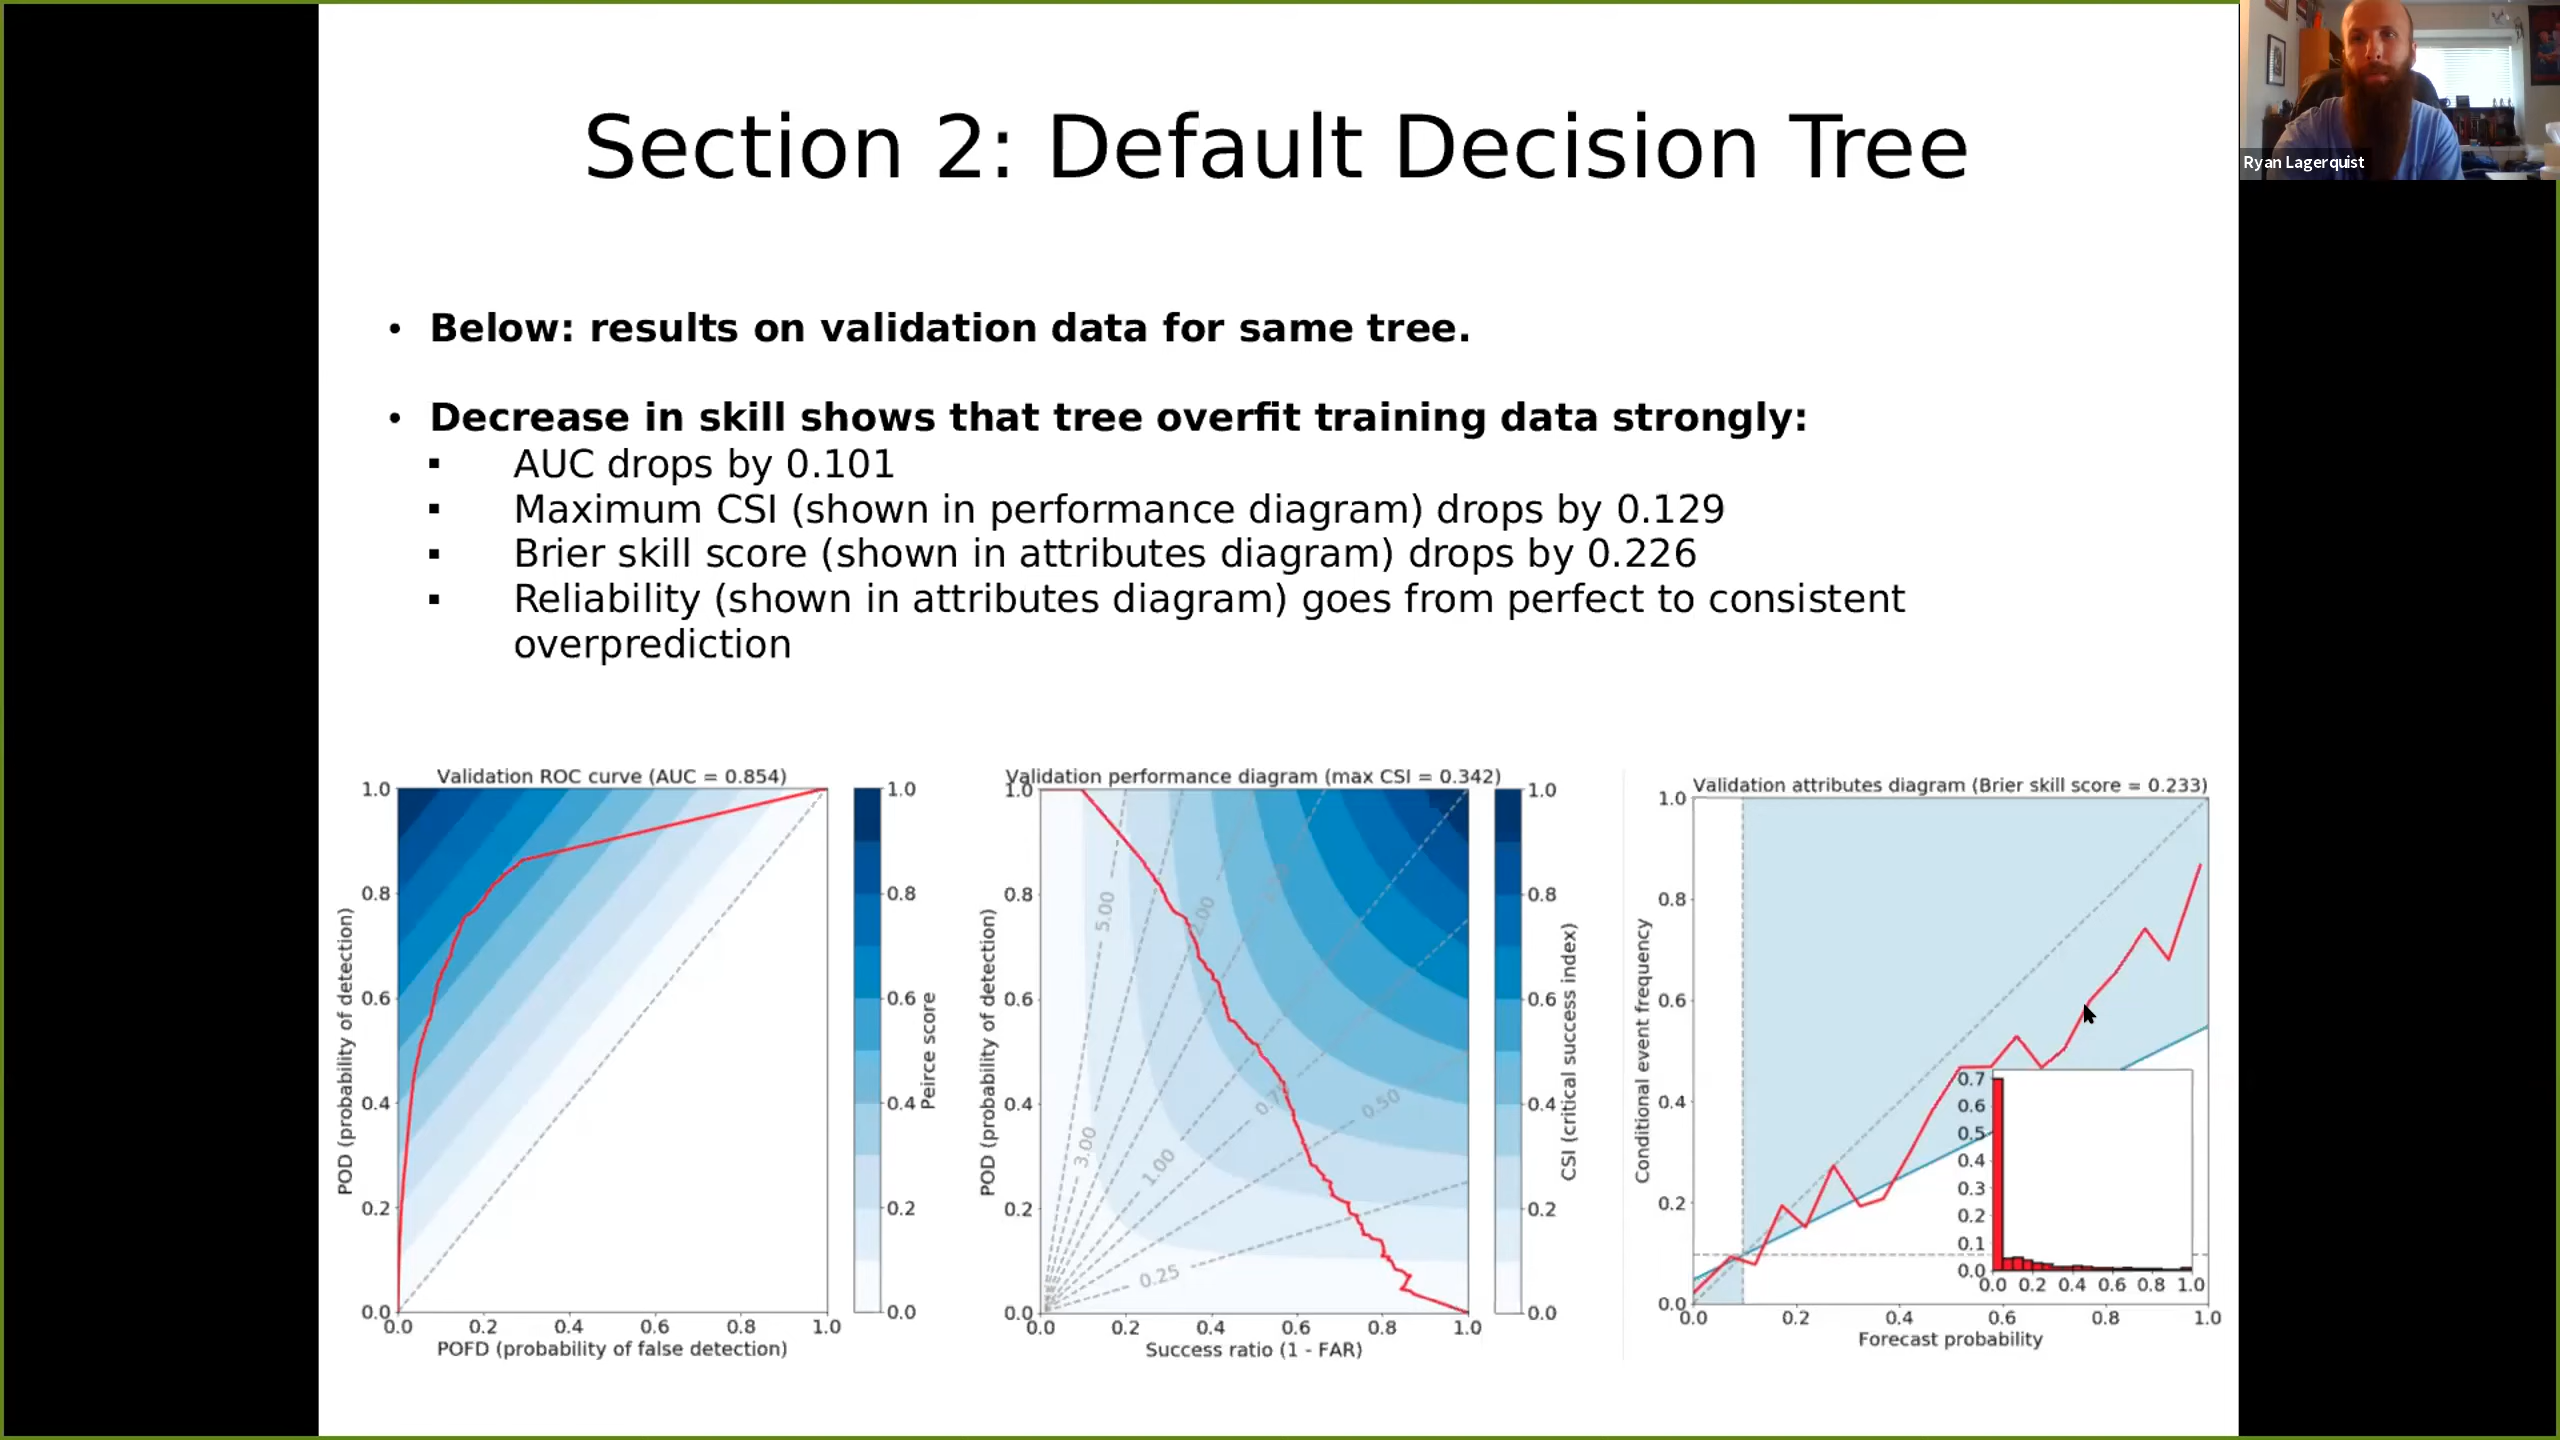 Section 2: Default Decision Tree
Ryan Lagerquist
• Below: results on validation data for same tree.
• Decrease in skill shows that tree overfit training data strongly:
▪ AUC drops by 0.101
▪ Maximum CSI (shown in performance diagram) drops by 0.129
▪ Brier skill score (shown in attributes diagram) drops by 0.226
▪ Reliability (shown in attributes diagram) goes from perfect to consistent
overprediction
Validation ROC curve (AUC = 0.854)
POD (probability of detection)
1.0
0.8
0.6
0.4
0.2
0.0
0.0 0.2 0.4 0.6 0.8 1.0
POFD (probability of false detection)
1.0
0.8
0.6
0.4
0.2
0.0
Peirce score
Validation performance diagram (max CSI = 0.342)
POD (probability of detection)
1.0
0.8
0.6
0.4
0.2
0.0
5.00
2.00
3.00
1.00
0.50
0.25
0.0 0.2 0.4 0.6 0.8 1.0
Success ratio (1 - FAR)
1.0
0.8
0.6
0.4
0.2
0.0
CSI (critical success index)
Validation attributes diagram (Brier skill score = 0.233)
Conditional event frequency
1.0
0.8
0.6
0.4
0.2
0.0
0.7
0.6
0.5
0.4
0.3
0.2
0.1
0.0
0.0 0.2 0.4 0.6 0.8 1.0
0.0 0.2 0.4 0.6 0.8 1.0
Forecast probability